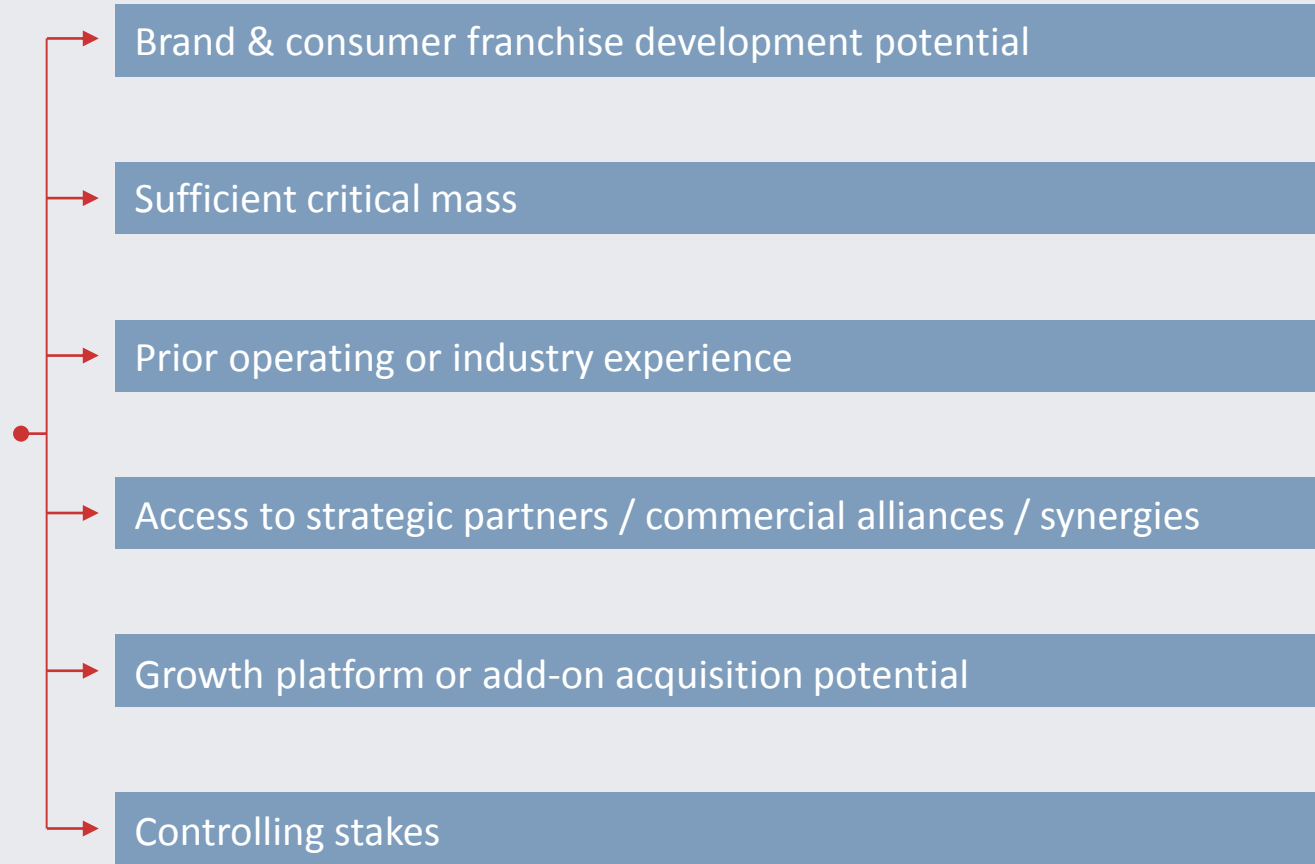 Brand & consumer franchise development potential
Sufficient critical mass
Prior operating or industry experience
Access to strategic partners / commercial alliances / synergies
Growth platform or add-on acquisition potential
Controlling stakes